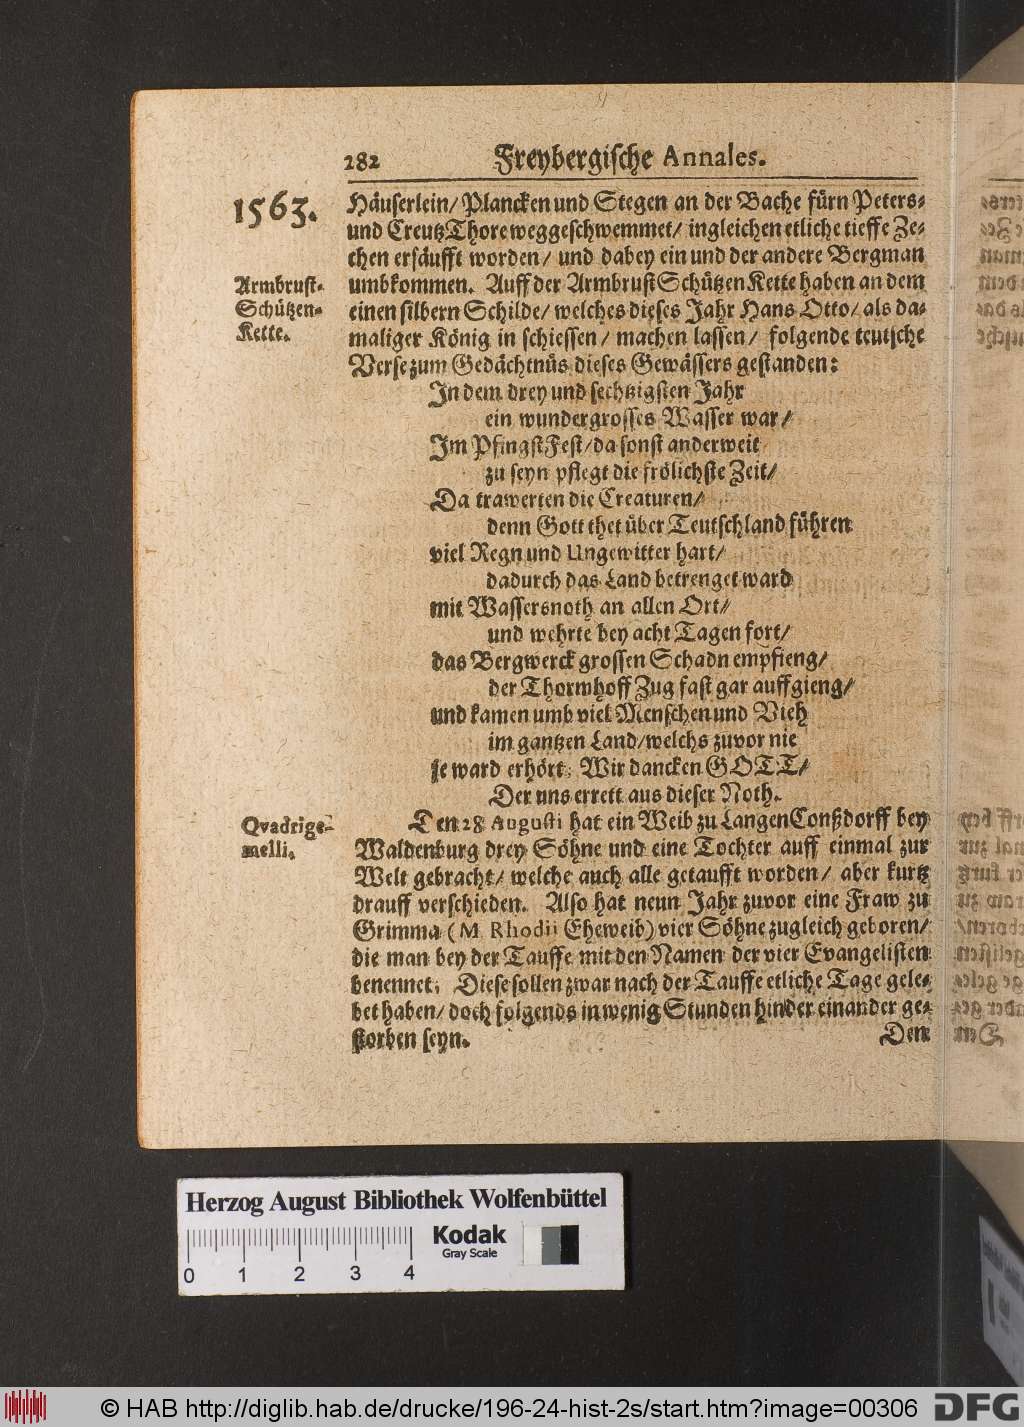 282 Freybergische Annales.
1563.
Häuserlein/ Plancken und Stegen an der Bache fürn Peters-
und CreutzThore weggeschwemmet/ ingleichen etliche tieffe Ze-
chen ersäufft worden/ und dabey ein und der andere Bergman
Armbrust-
Schützen-
Kette.
umbkommen. Auff der ArmbrustSchützenKette haben an dem
einen silbern Schilde/ welches dieses Jahr Hans Otto/ als da-
maliger König in schiessen/ machen lassen/ folgende teutsche
Verse zum Gedächtnüs dieses Gewässers gestanden:
In dem drey und sechtzigsten Jahr
ein wundergrosses Wasser war/
Im PfingstFest/ da sonst anderweit
zu seyn pflegt die frölichste Zeit/
Da trawerten die Creaturen/
denn Gott thet über Teutschland führen
viel Regn und Ungewitter hart/
dadurch das Land betrenget ward
mit Wassersnoth an allen Ort/
und wehrte bey acht Tagen fort/
das Bergwerck grossen Schadn empfieng/
der Thorwhoff Zug fast gar auffgieng/
und kamen umb viel Menschen und Vieh
im gantzen Land/ welchs zuvor nie
je ward erhört: Wir dancken GOTT/
Der uns errett aus dieser Noth.
Qvadrige-
melli.
Den 28 Augusti hat ein Weib zu LangenConßdorff bey
Waldenburg drey Söhne und eine Tochter auff einmal zur
Welt gebracht/ welche auch alle getaufft worden/ aber kurtz
drauff verschieden. Also hat neun Jahr zuvor eine Fraw zu
Grimma (M. Rhodii Eheweib) vier Söhne zugleich geboren/
die man bey der Tauffe mit den Namen der vier Evangelisten
benennet; Diese sollen zwar nach der Tauffe etliche Tage gele-
bet haben/ doch folgends in wenig Stunden hinder einander ge-
storben seyn.
Den
Herzog August Bibliothek Wolfenbüttel
Kodak
Gray Scale
0 1 2 3 4
© HAB http://diglib.hab.de/drucke/196-24-hist-2s/start.htm?image=00306
DFG